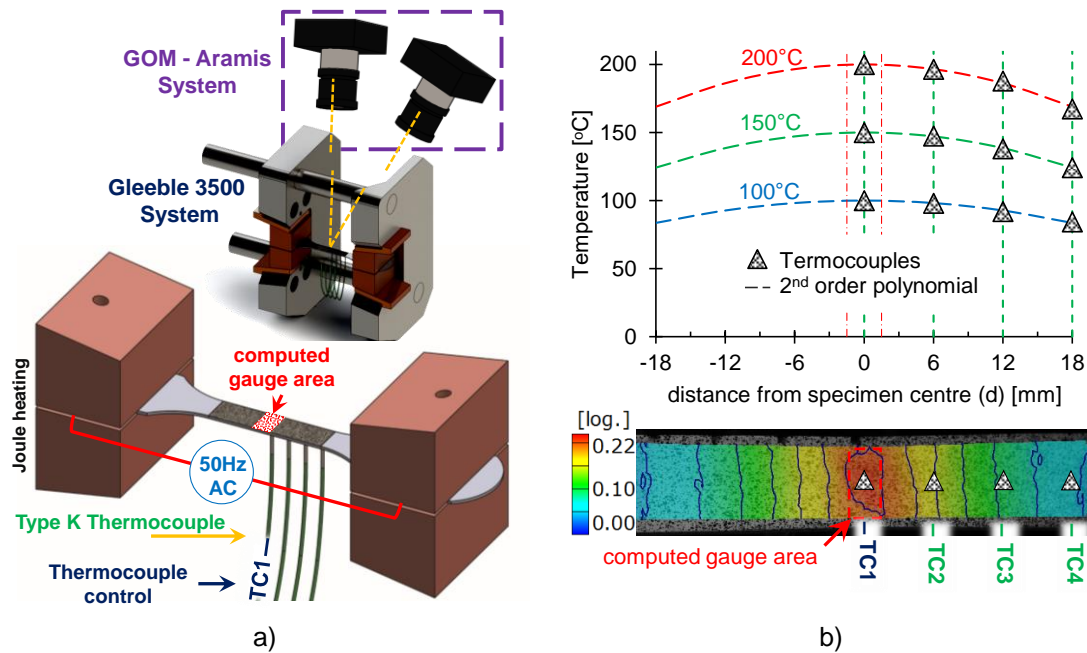 GOM - Aramis
System
Gleeble 3500
System
computed
gauge area
Joule heating
50Hz
AC
Type K Thermocouple
TC1
Thermocouple
control
a)
Temperature [oC]
200
150
100
50
0
200°C
150°C
100°C
Termocouples
2nd order polynomial
-18
-12
-6
0
6
12
18
distance from specimen centre (d) [mm]
[log.]
0.22
0.10
0.00
computed gauge area
TC1
TC2
TC3
TC4
b)